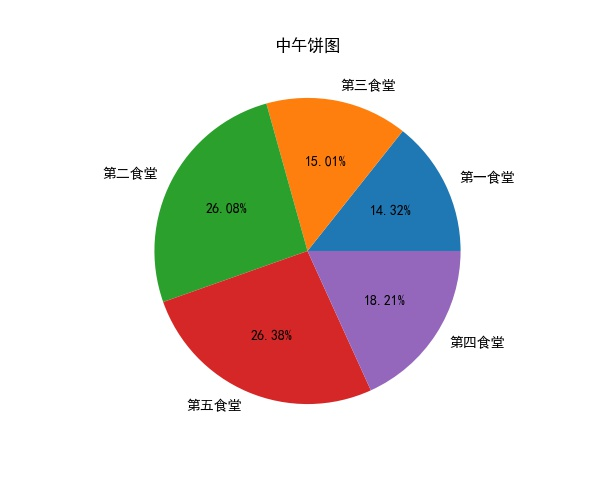 中午饼图
第三食堂
15.01%
第一食堂
14.32%
第二食堂
26.08%
26.38%
第五食堂
18.21%
第四食堂